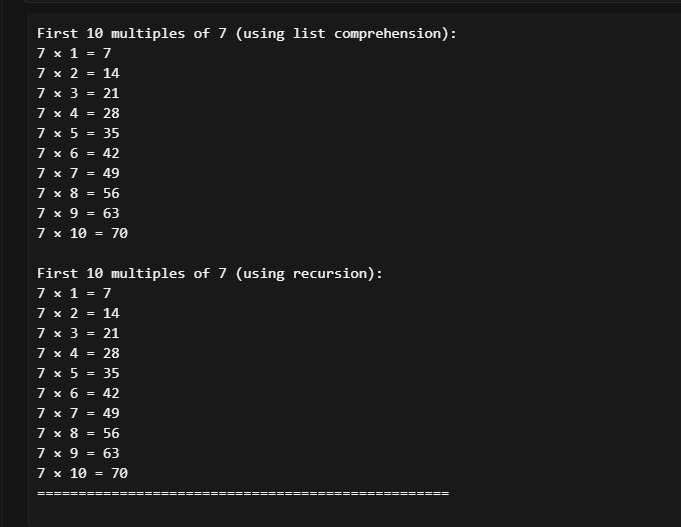 First 10 multiples of 7 (using list comprehension):
7 × 1 = 7
7 × 2 = 14
7 × 3 = 21
7 × 4 = 28
7 × 5 = 35
7 × 6 = 42
7 × 7 = 49
7 × 8 = 56
7 × 9 = 63
7 × 10 = 70

First 10 multiples of 7 (using recursion):
7 × 1 = 7
7 × 2 = 14
7 × 3 = 21
7 × 4 = 28
7 × 5 = 35
7 × 6 = 42
7 × 7 = 49
7 × 8 = 56
7 × 9 = 63
7 × 10 = 70
==================================================